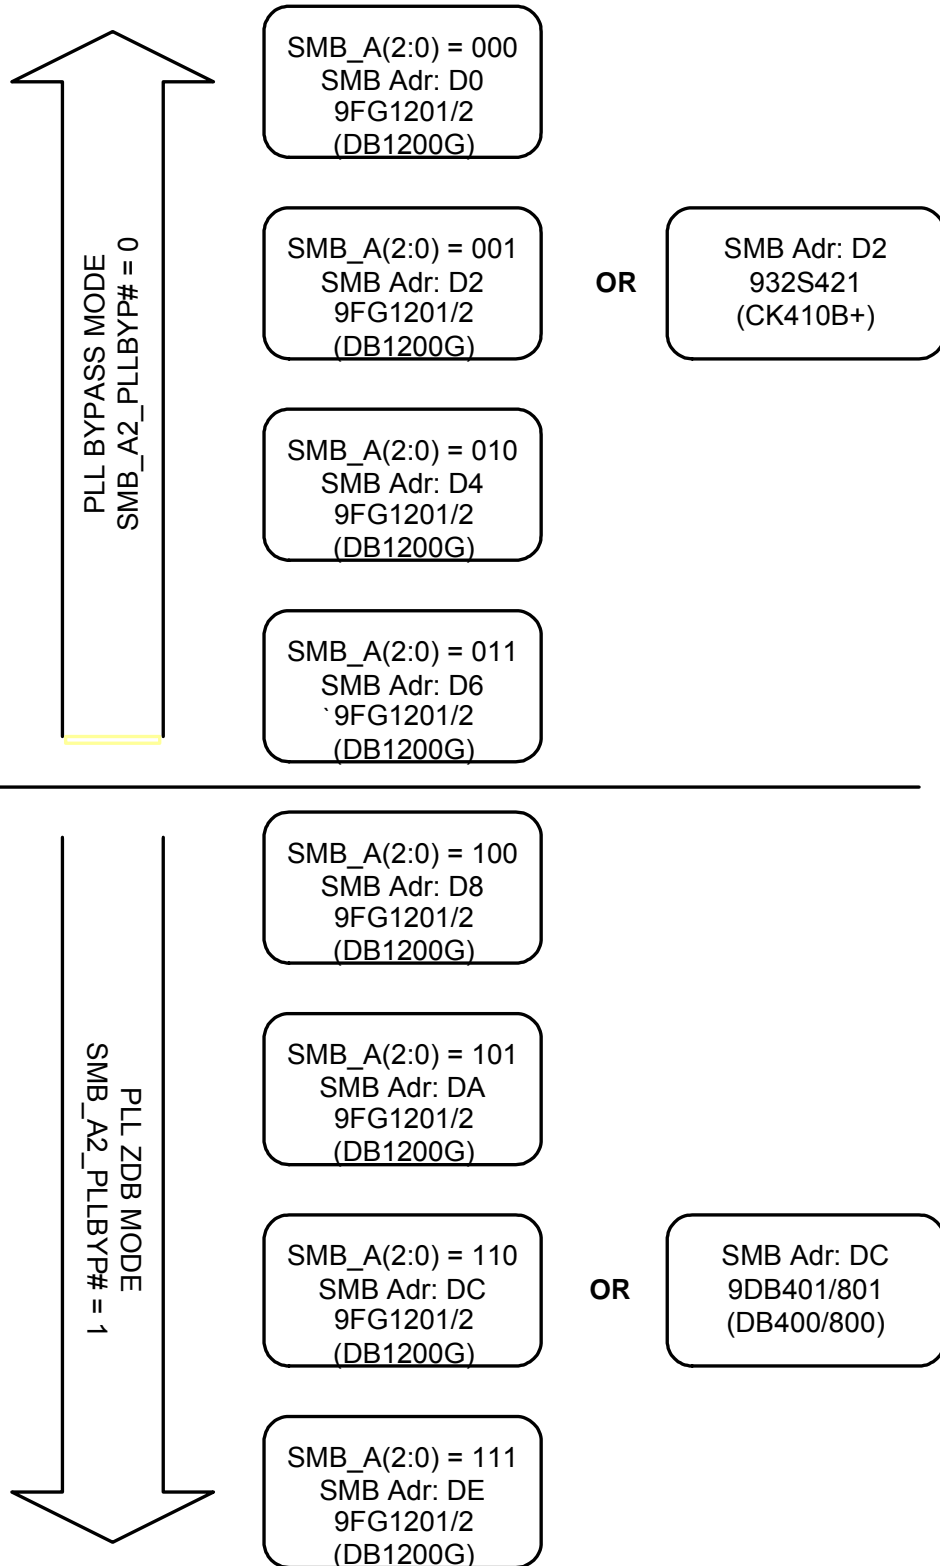 PLL BYPASS MODE
SMB_A2_PLLBYP# = 0
SMB_A(2:0) = 000
SMB Adr: D0
9FG1201/2
(DB1200G)
SMB_A(2:0) = 001
SMB Adr: D2
9FG1201/2
(DB1200G)
OR
SMB Adr: D2
932S421
(CK410B+)
SMB_A(2:0) = 010
SMB Adr: D4
9FG1201/2
(DB1200G)
SMB_A(2:0) = 011
SMB Adr: D6
`9FG1201/2
(DB1200G)
PLL ZDB MODE
SMB_A2_PLLBYP# = 1
SMB_A(2:0) = 100
SMB Adr: D8
9FG1201/2
(DB1200G)
SMB_A(2:0) = 101
SMB Adr: DA
9FG1201/2
(DB1200G)
SMB_A(2:0) = 110
SMB Adr: DC
9FG1201/2
(DB1200G)
OR
SMB Adr: DC
9DB401/801
(DB400/800)
SMB_A(2:0) = 111
SMB Adr: DE
9FG1201/2
(DB1200G)